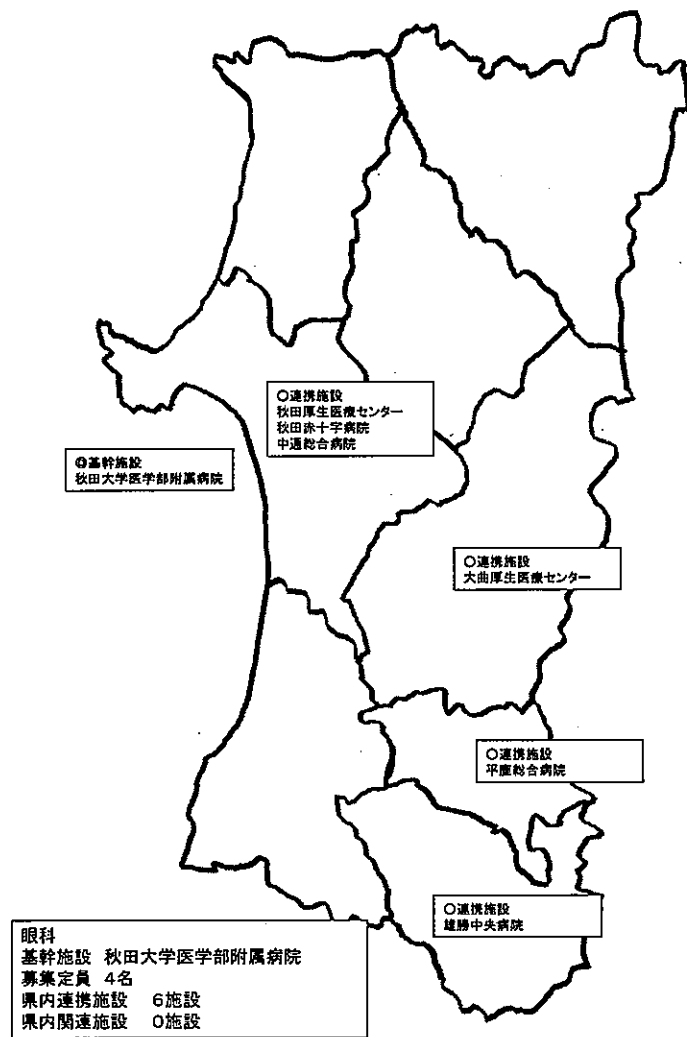 ○連携施設
秋田厚生医療センター
秋田赤十字病院
中通総合病院
◎基幹施設
秋田大学医学部附属病院
○連携施設
大曲厚生医療センター
○連携施設
平鹿総合病院
○連携施設
雄勝中央病院
眼科
基幹施設 秋田大学医学部附属病院
募集定員 4名
県内連携施設 6施設
県内関連施設 0施設